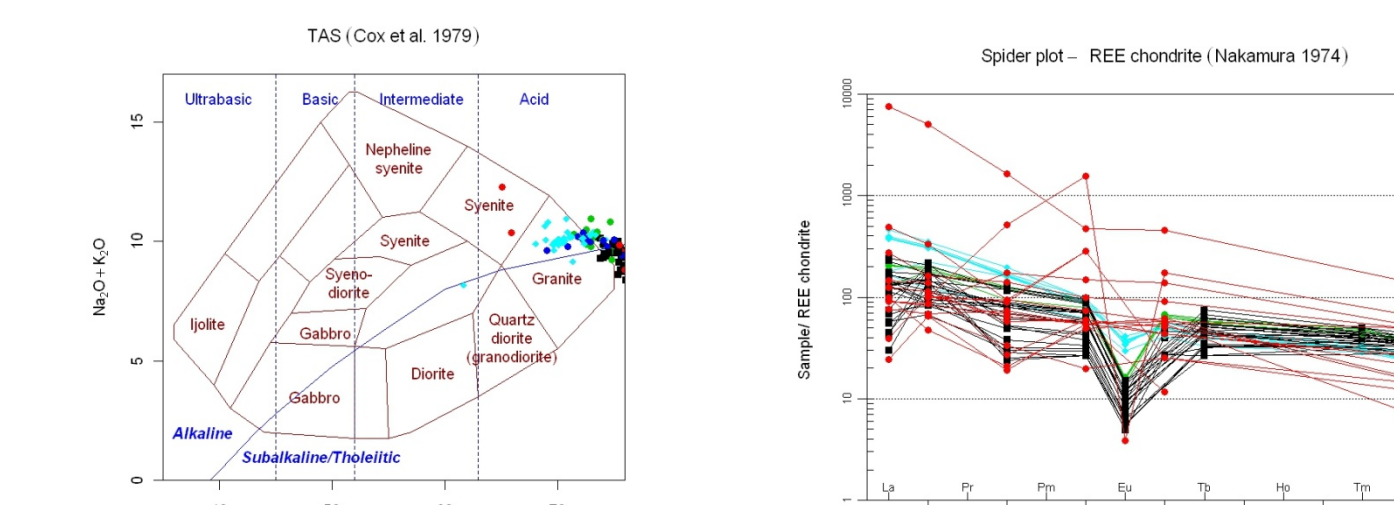 TAS (Cox et al. 1979)
Ultrabasic Basic Intermediate Acid
15
10
5
0
Na₂O + K₂O
Nepheline
syenite
Syenite
Syenite
Syeno-
diorite
Granite
Ijolite
Gabbro
Quartz
diorite
(granodiorite)
Diorite
Gabbro
Alkaline
Subalkaline/Tholeiitic
Spider plot – REE chondrite (Nakamura 1974)
10000
1000
100
10
1
Sample/ REE chondrite
La Pr Pm Eu Tb Ho Tm